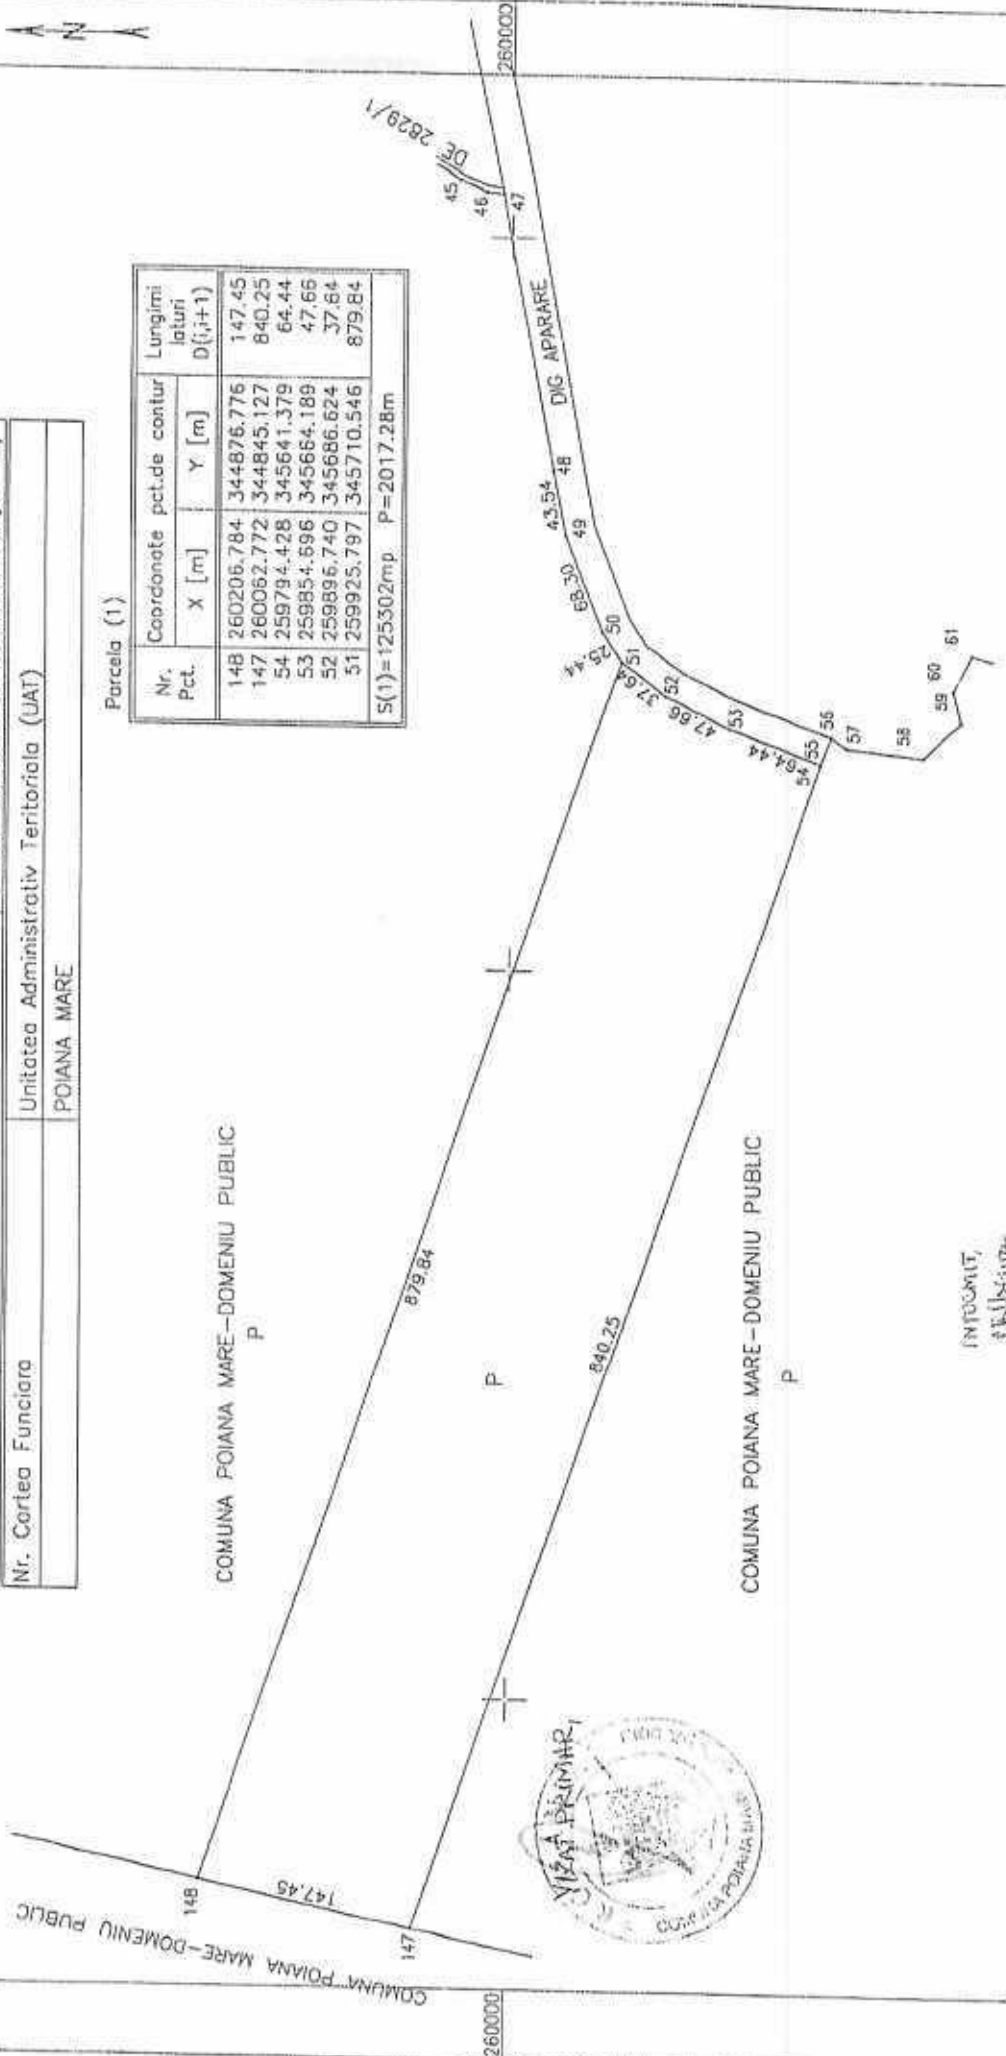 Nr. Cartea Funciara
Unitatea Administrativ Teritoriala (UAT)
POIANA MARE
N
Parcela (1)
Nr. Pct. Coordonate pct.de contur Lungimi laturi D(i,i+1)
X [m] Y [m]
148 260206.784 344876.776 147.45
147 260062.772 344845.127 840.25
54 259794.428 345641.379 64.44
53 259854.696 345664.189 47.66
52 259896.740 345686.624 37.64
51 259925.797 345710.546 879.84
S(1)=125302mp P=2017.28m
COMUNA POIANA MARE-DOMENIU PUBLIC
P
COMUNA POIANA MARE-DOMENIU PUBLIC
148
147.45
147
879.84
P
840.25
COMUNA POIANA MARE-DOMENIU PUBLIC
P
260000
260000
DE 2829/1
45
46
47
DIG APARARE
43.54
48
49
68.30
50
25.44
51
37.64
52
47.66
53
64.44
54
55
56
57
58
59
60
61
VIZAT PRIMAR,
COMUNA POIANA MARE
INTOCMIT,